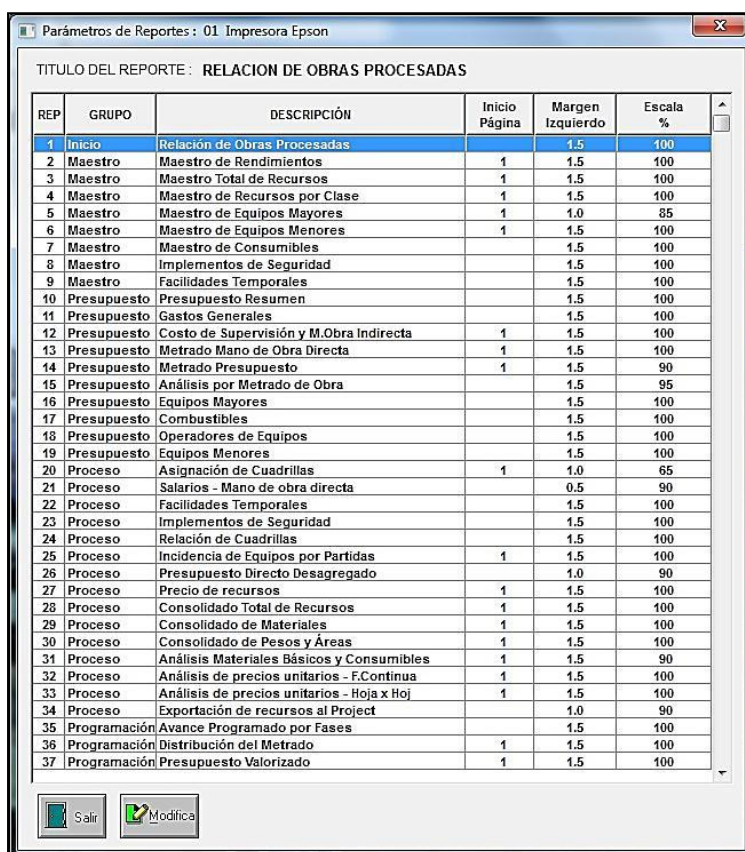 Parámetros de Reportes : 01 Impresora Epson
X
TITULO DEL REPORTE : RELACION DE OBRAS PROCESADAS
REP GRUPO DESCRIPCIÓN Inicio Página Margen Izquierdo Escala %
1 Inicio Relación de Obras Procesadas 1.5 100
2 Maestro Maestro de Rendimientos 1 1.5 100
3 Maestro Maestro Total de Recursos 1 1.5 100
4 Maestro Maestro de Recursos por Clase 1 1.5 100
5 Maestro Maestro de Equipos Mayores 1 1.0 85
6 Maestro Maestro de Equipos Menores 1 1.5 100
7 Maestro Maestro de Consumibles 1.5 100
8 Maestro Implementos de Seguridad 1.5 100
9 Maestro Facilidades Temporales 1.5 100
10 Presupuesto Presupuesto Resumen 1.5 100
11 Presupuesto Gastos Generales 1.5 100
12 Presupuesto Costo de Supervisión y M.Obra Indirecta 1 1.5 100
13 Presupuesto Metrado Mano de Obra Directa 1 1.5 100
14 Presupuesto Metrado Presupuesto 1 1.5 90
15 Presupuesto Análisis por Metrado de Obra 1.5 95
16 Presupuesto Equipos Mayores 1.5 100
17 Presupuesto Combustibles 1.5 100
18 Presupuesto Operadores de Equipos 1.5 100
19 Presupuesto Equipos Menores 1.5 100
20 Proceso Asignación de Cuadrillas 1 1.0 65
21 Proceso Salarios - Mano de obra directa 0.5 90
22 Proceso Facilidades Temporales 1.5 100
23 Proceso Implementos de Seguridad 1.5 100
24 Proceso Relación de Cuadrillas 1.5 100
25 Proceso Incidencia de Equipos por Partidas 1 1.5 100
26 Proceso Presupuesto Directo Desagregado 1.0 90
27 Proceso Precio de recursos 1 1.5 100
28 Proceso Consolidado Total de Recursos 1 1.5 100
29 Proceso Consolidado de Materiales 1 1.5 100
30 Proceso Consolidado de Pesos y Áreas 1 1.5 100
31 Proceso Análisis Materiales Básicos y Consumibles 1 1.5 90
32 Proceso Análisis de precios unitarios - F.Continua 1 1.5 100
33 Proceso Análisis de precios unitarios - Hoja x Hoj 1 1.5 100
34 Proceso Exportación de recursos al Project 1.0 90
35 Programación Avance Programado por Fases 1.5 100
36 Programación Distribución del Metrado 1 1.5 100
37 Programación Presupuesto Valorizado 1 1.5 100
Salir Modifica